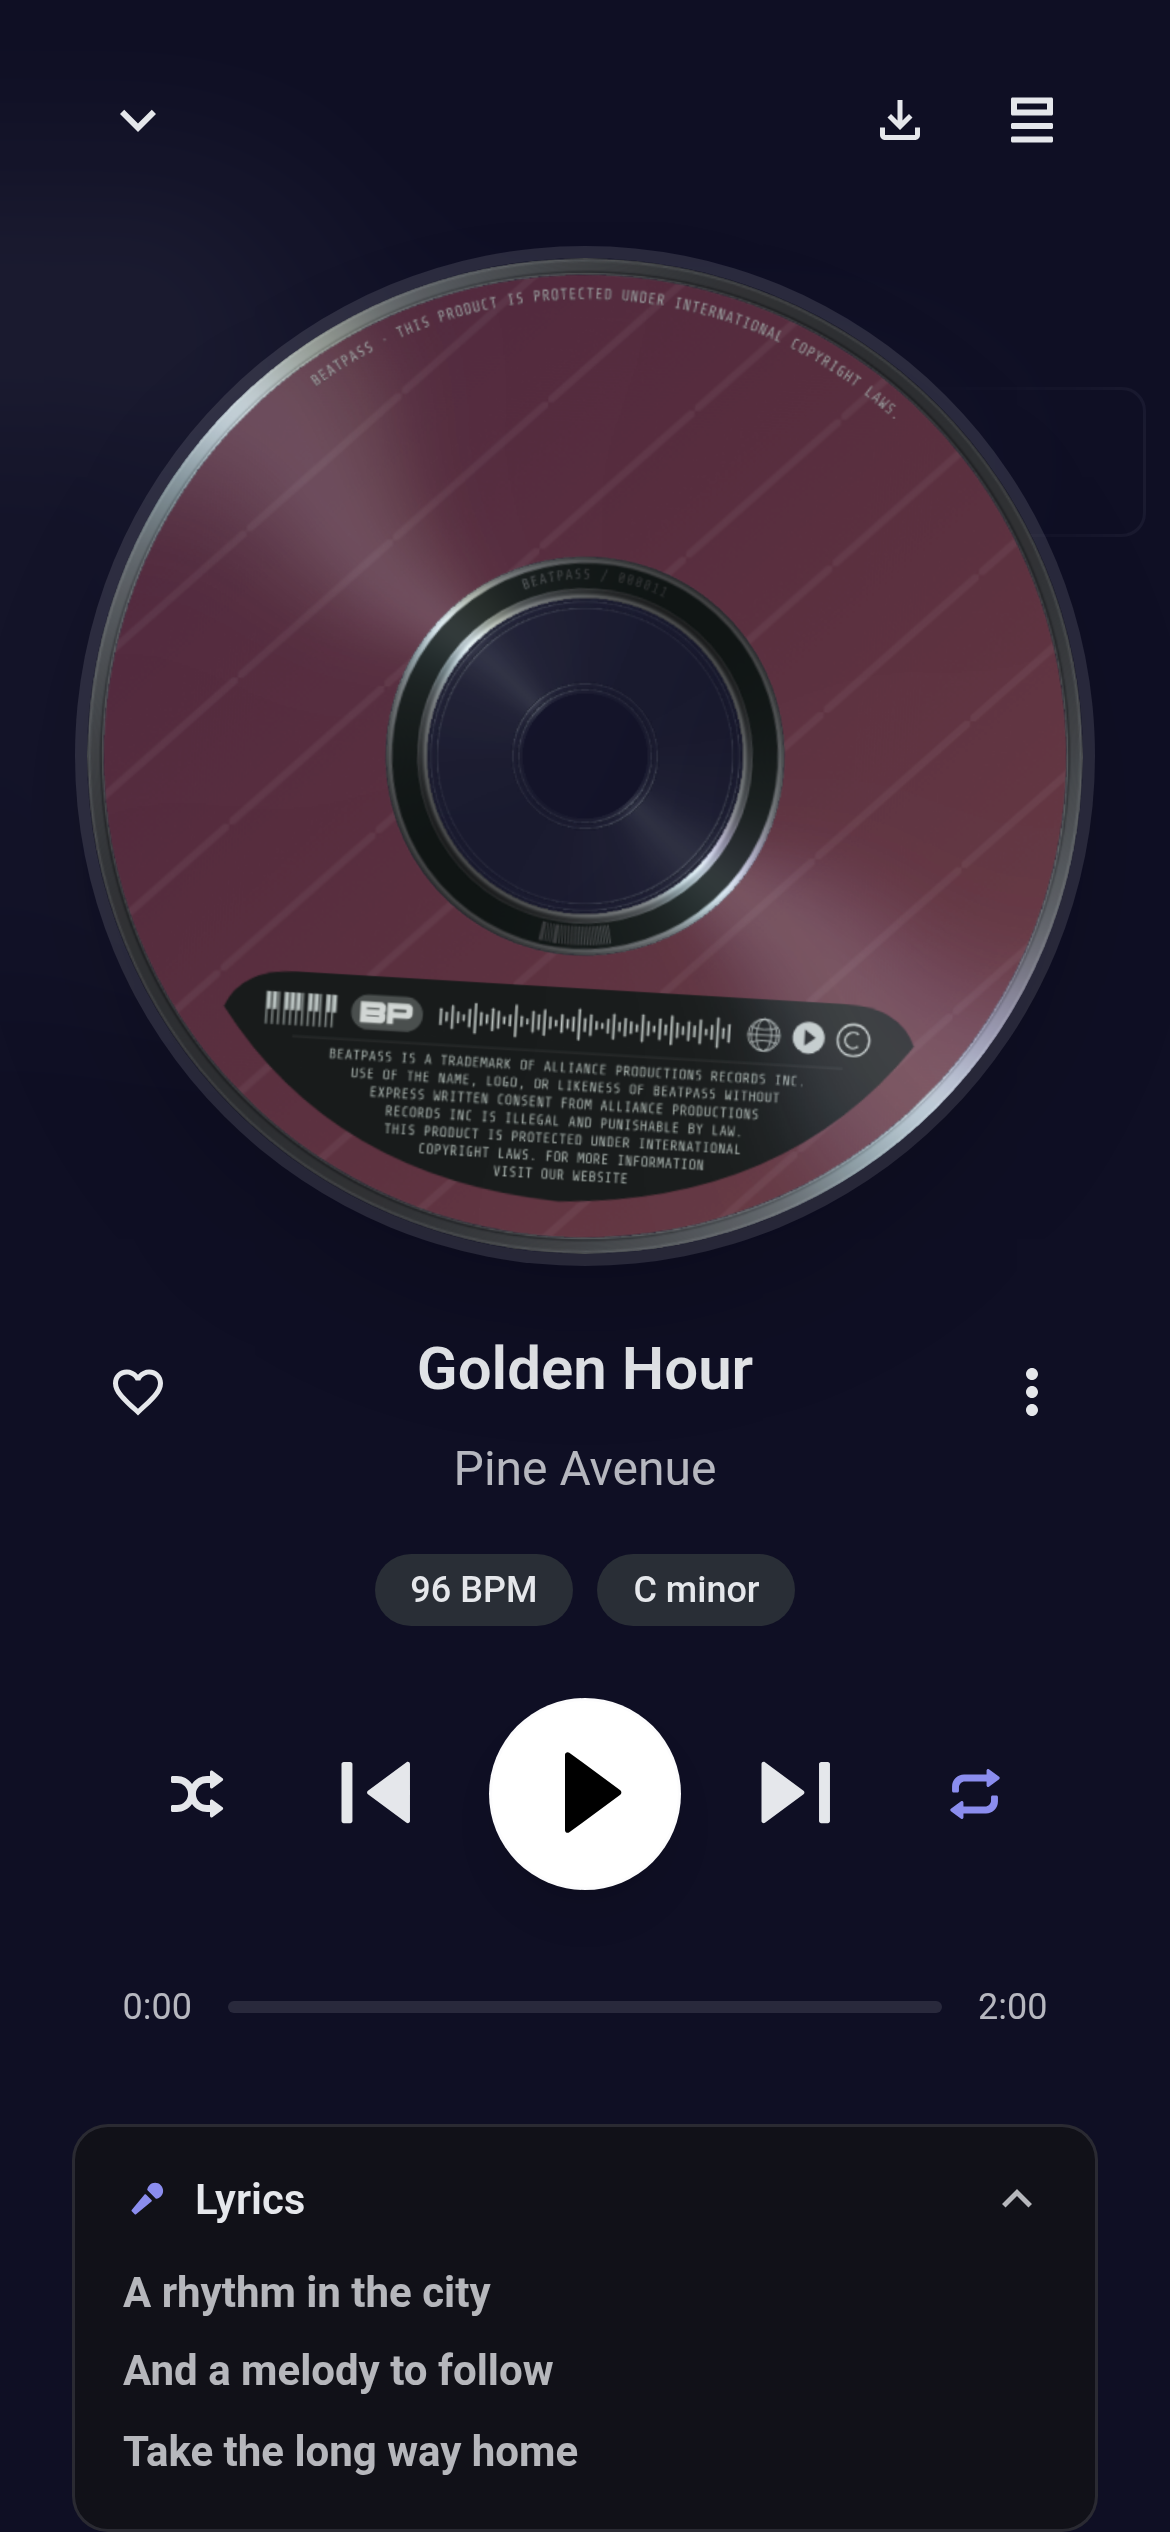 BEATPASS · THIS PRODUCT IS PROTECTED UNDER INTERNATIONAL COPYRIGHT LAWS.
BEATPASS / 000011
BP
BEATPASS IS A TRADEMARK OF ALLIANCE PRODUCTIONS RECORDS INC.
USE OF THE NAME, LOGO, OR LIKENESS OF BEATPASS WITHOUT
EXPRESS WRITTEN CONSENT FROM ALLIANCE PRODUCTIONS
RECORDS INC IS ILLEGAL AND PUNISHABLE BY LAW.
THIS PRODUCT IS PROTECTED UNDER INTERNATIONAL
COPYRIGHT LAWS. FOR MORE INFORMATION
VISIT OUR WEBSITE
Golden Hour
Pine Avenue
96 BPM
C minor
0:00
2:00
Lyrics
A rhythm in the city
And a melody to follow
Take the long way home